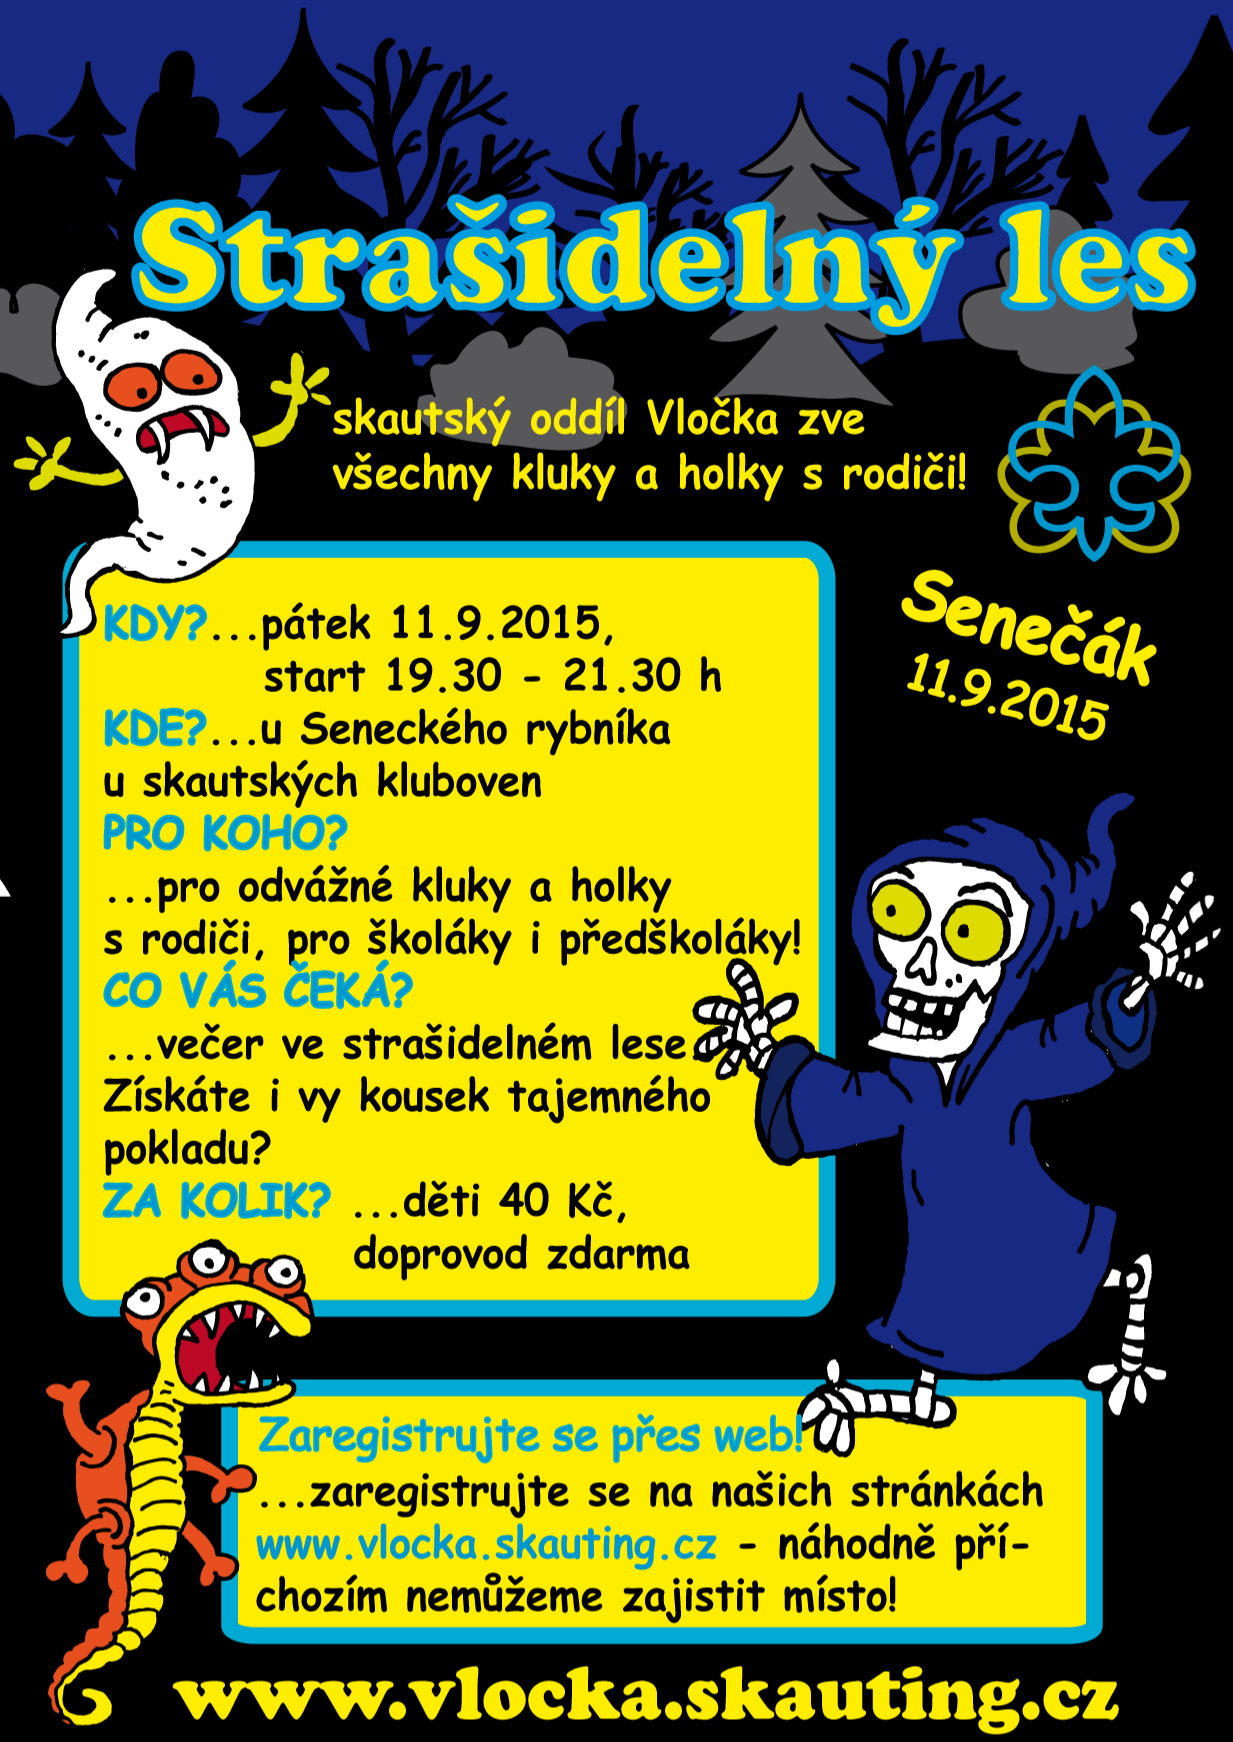 Strašidelný les
skautský oddíl Vločka zve
všechny kluky a holky s rodiči!
Senečák
11.9.2015
KDY?...pátek 11.9.2015,
start 19.30 - 21.30 h
KDE?...u Seneckého rybníka
u skautských kluboven
PRO KOHO?
...pro odvážné kluky a holky
s rodiči, pro školáky i předškoláky!
CO VÁS ČEKÁ?
...večer ve strašidelném lese.
Získáte i vy kousek tajemného
pokladu?
ZA KOLIK? ...děti 40 Kč,
doprovod zdarma
Zaregistrujte se přes web!
...zaregistrujte se na našich stránkách
www.vlocka.skauting.cz - náhodně pří-
chozím nemůžeme zajistit místo!
www.vlocka.skauting.cz